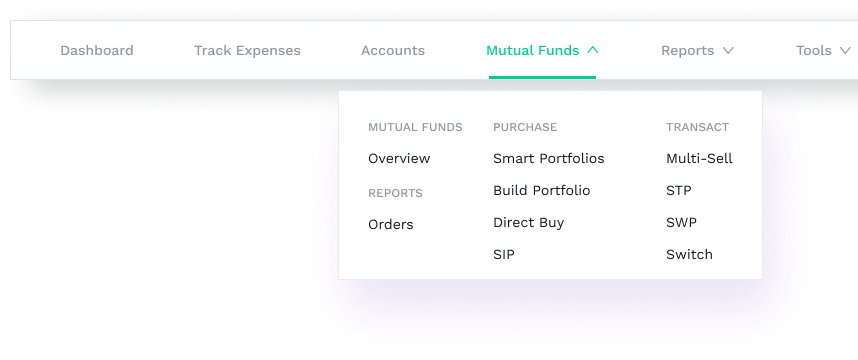 Dashboard Track Expenses Accounts Mutual Funds Reports Tools
MUTUAL FUNDS
Overview
REPORTS
Orders
PURCHASE
Smart Portfolios
Build Portfolio
Direct Buy
SIP
TRANSACT
Multi-Sell
STP
SWP
Switch